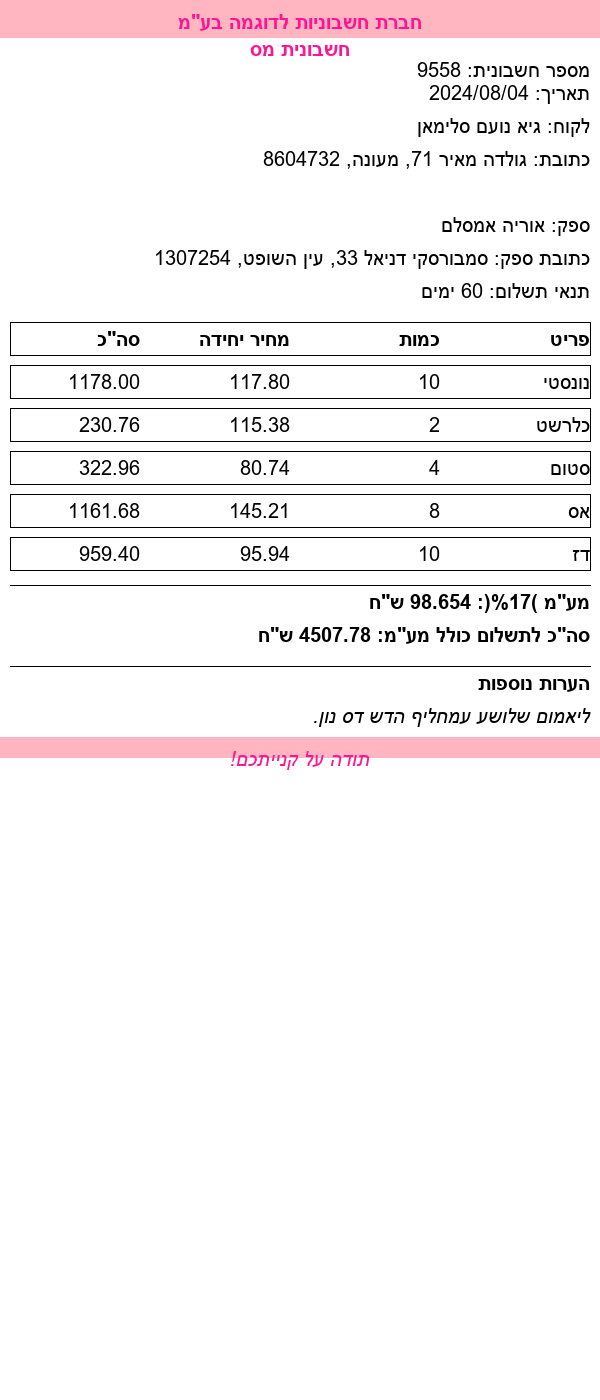 חברת חשבוניות לדוגמה בע"מ
חשבונית מס
מספר חשבונית: 9558
תאריך: 2024/08/04
לקוח: גיא נועם סלימאן
כתובת: גולדה מאיר 71, מעונה, 8604732
ספק: אוריה אמסלם
כתובת ספק: סמבורסקי דניאל 33, עין השופט, 1307254
תנאי תשלום: 60 ימים
פריט כמות מחיר יחידה סה"כ
נונסטי 10 117.80 1178.00
כלרשט 2 115.38 230.76
סטום 4 80.74 322.96
אס 8 145.21 1161.68
דז 10 95.94 959.40
מע"מ )17%(: 98.654 ש"ח
סה"כ לתשלום כולל מע"מ: 4507.78 ש"ח
הערות נוספות
ליאמום שלושע עמחליף הדש דס נון.
תודה על קנייתכם!